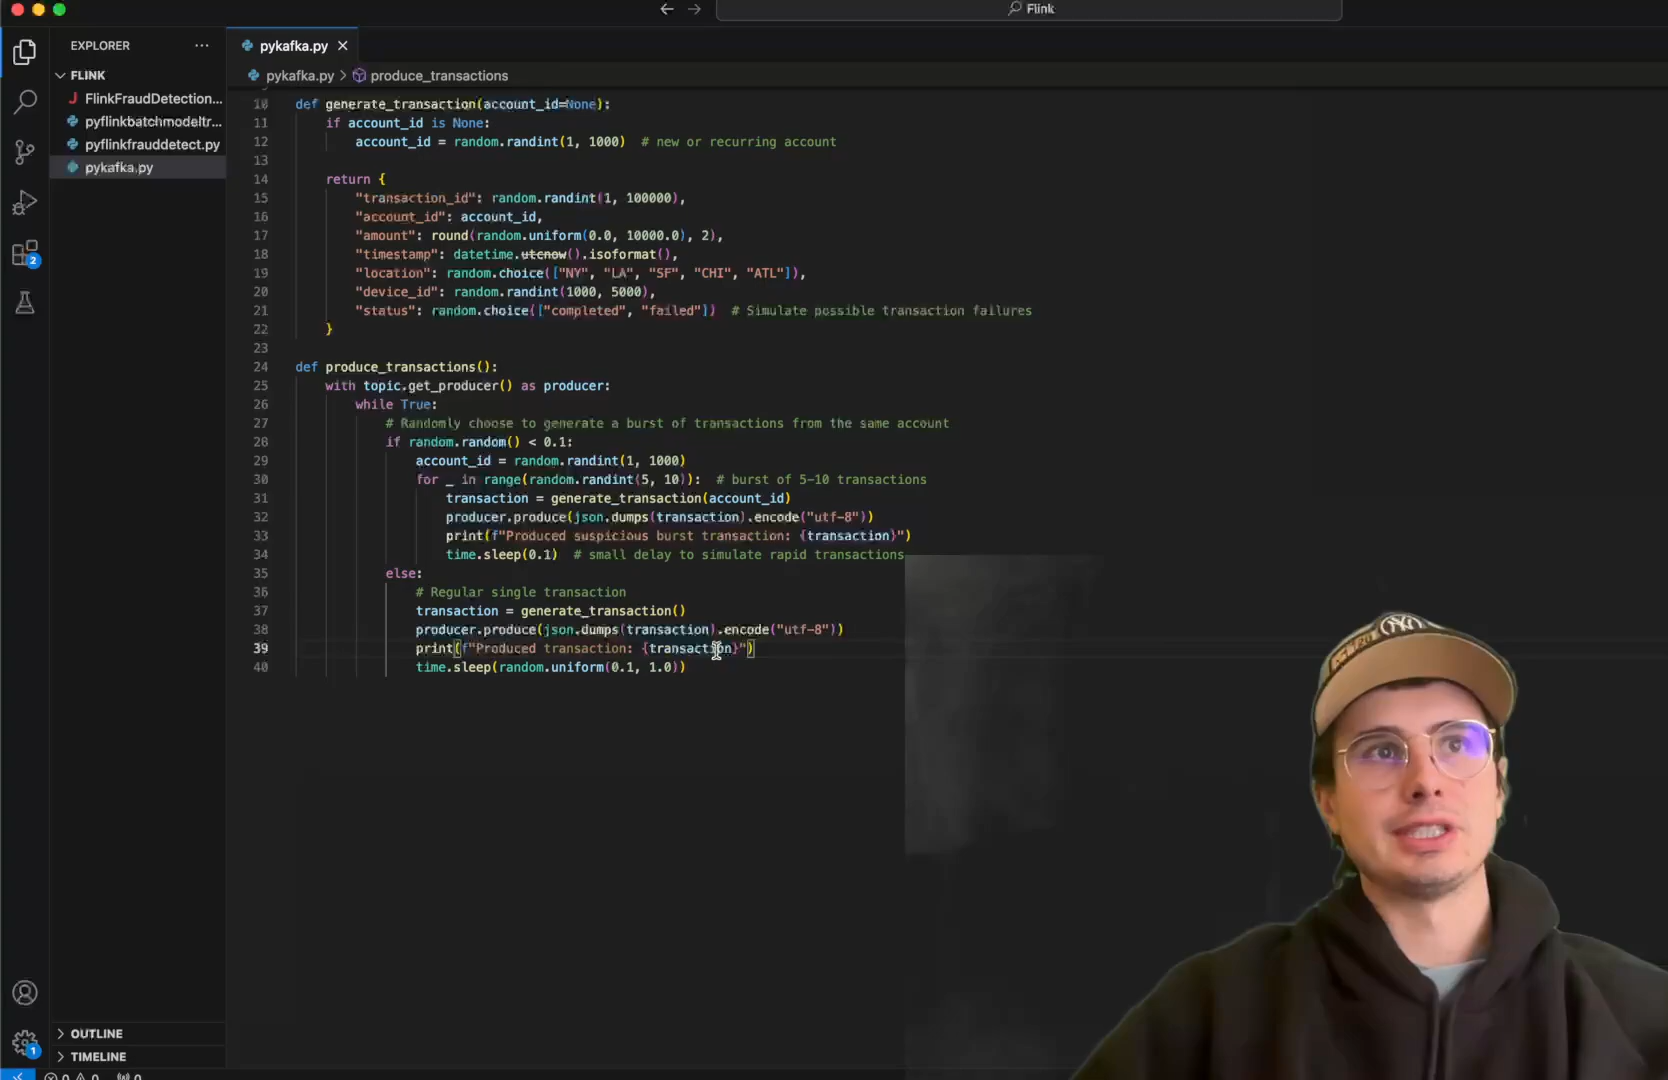 Flink
EXPLORER ...
FLINK
FlinkFraudDetection...
pyflinkbatchmodeltr...
pyflinkfrauddetect.py
pykafka.py
2
OUTLINE
TIMELINE
1
pykafka.py
pykafka.py > produce_transactions
10 def generate_transaction(account_id=None):
11 if account_id is None:
12 account_id = random.randint(1, 1000) # new or recurring account
13
14 return {
15 "transaction_id": random.randint(1, 100000),
16 "account_id": account_id,
17 "amount": round(random.uniform(0.0, 10000.0), 2),
18 "timestamp": datetime.utcnow().isoformat(),
19 "location": random.choice(["NY", "LA", "SF", "CHI", "ATL"]),
20 "device_id": random.randint(1000, 5000),
21 "status": random.choice(["completed", "failed"]) # Simulate possible transaction failures
22 }
23
24 def produce_transactions():
25 with topic.get_producer() as producer:
26 while True:
27 # Randomly choose to generate a burst of transactions from the same account
28 if random.random() < 0.1:
29 account_id = random.randint(1, 1000)
30 for _ in range(random.randint(5, 10)): # burst of 5-10 transactions
31 transaction = generate_transaction(account_id)
32 producer.produce(json.dumps(transaction).encode("utf-8"))
33 print(f"Produced suspicious burst transaction: {transaction}")
34 time.sleep(0.1) # small delay to simulate rapid transactions
35 else:
36 # Regular single transaction
37 transaction = generate_transaction()
38 producer.produce(json.dumps(transaction).encode("utf-8"))
39 print(f"Produced transaction: {transaction}")
40 time.sleep(random.uniform(0.1, 1.0))